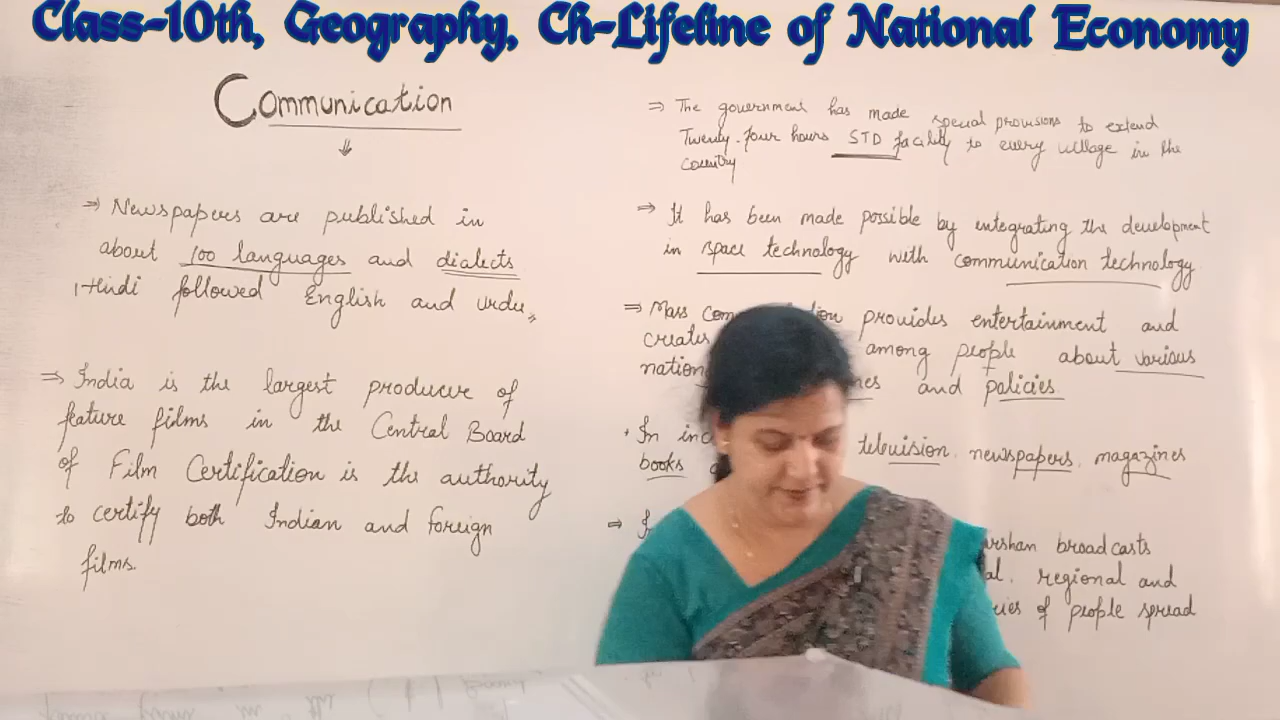 Class-10th, Geography, Ch-Lifeline of National Economy
Communication
⇒ Newspapers are published in
about 100 languages and dialects
Hindi followed English and urdu,,
⇒ India is the largest producer of
feature films in the Central Board
of Film Certification is the authority
to certify both Indian and foreign
films.
⇒ The government has made special provisions to extend
Twenty-four hours STD facility to every village in the
country
⇒ It has been made possible by integrating the development
in space technology with communication technology
⇒ Mass provides entertainment and
creates among people about various
nation and policies
In television, newspapers, magazines
books
⇒ broadcasts
regional and
of people spread